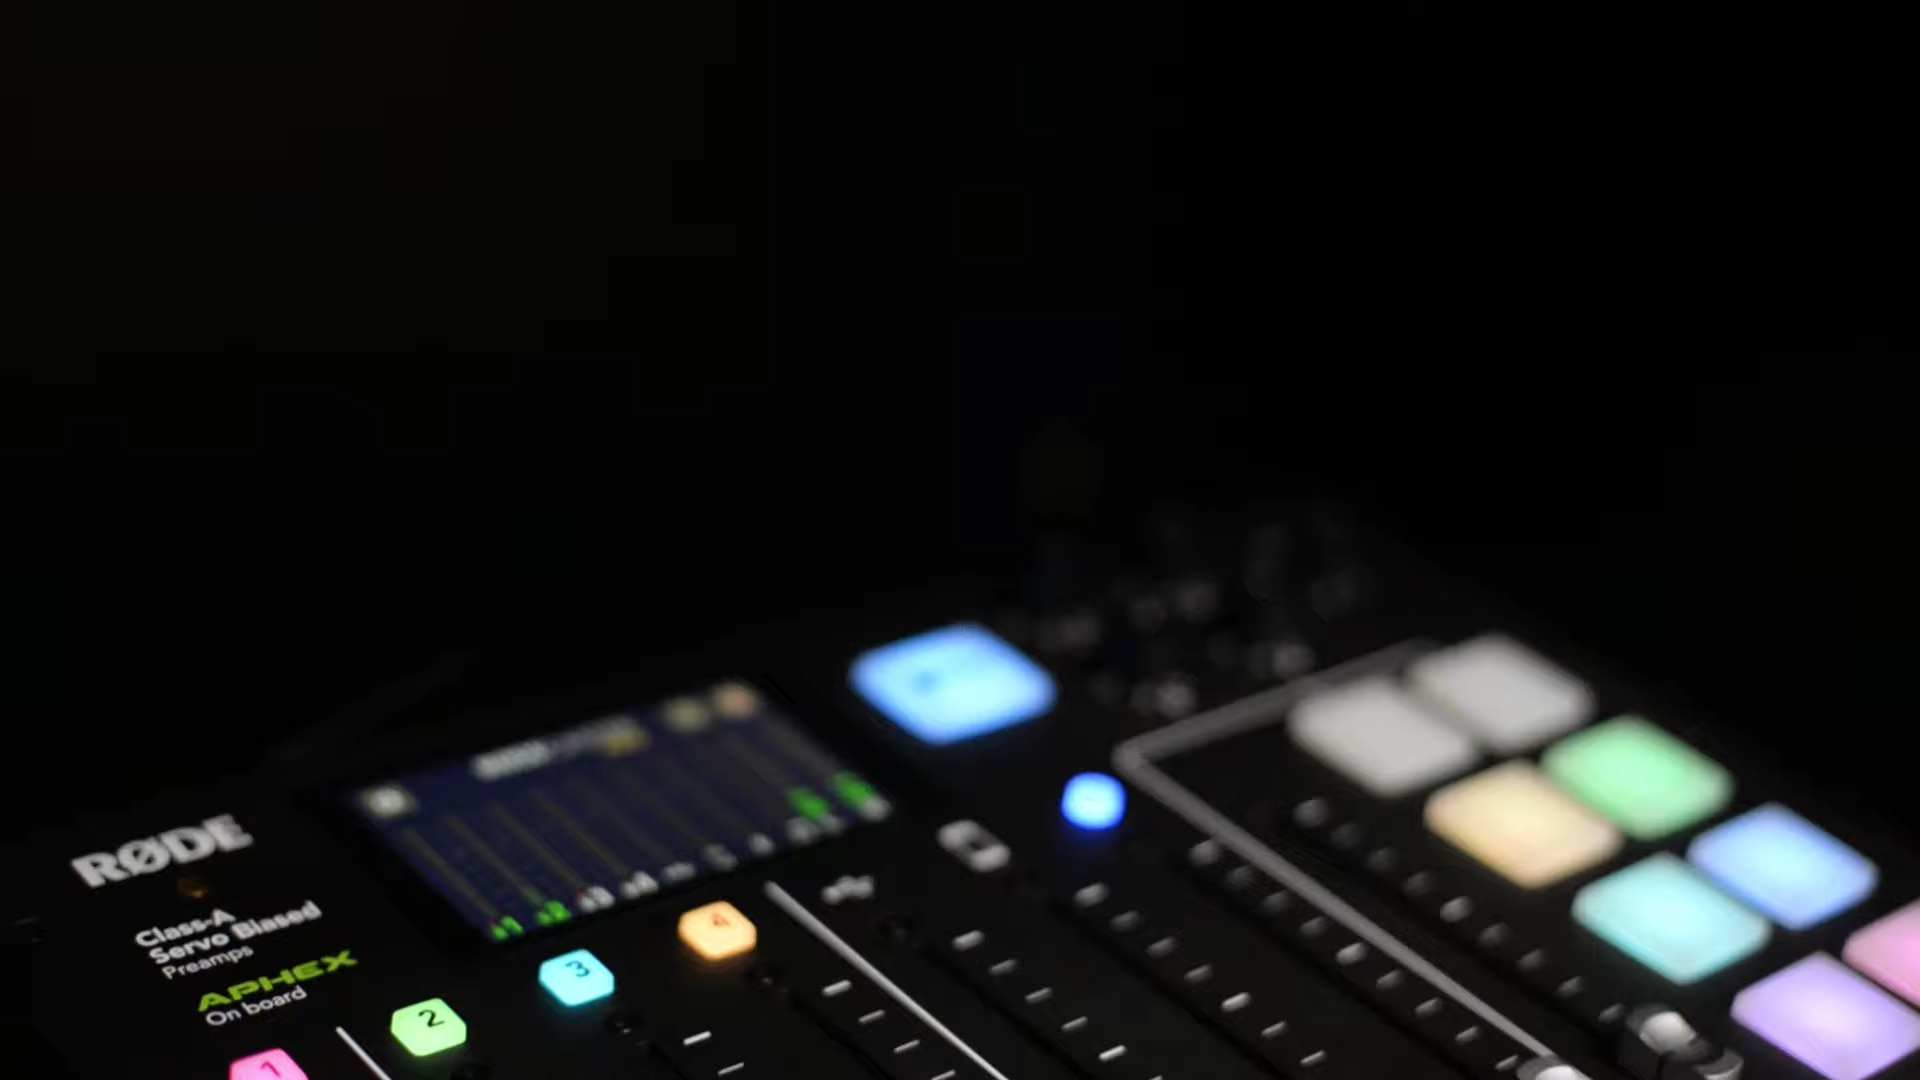 RØDE
Class-A
Servo Biased
Preamps
APHEX
On board
1
2
3
4